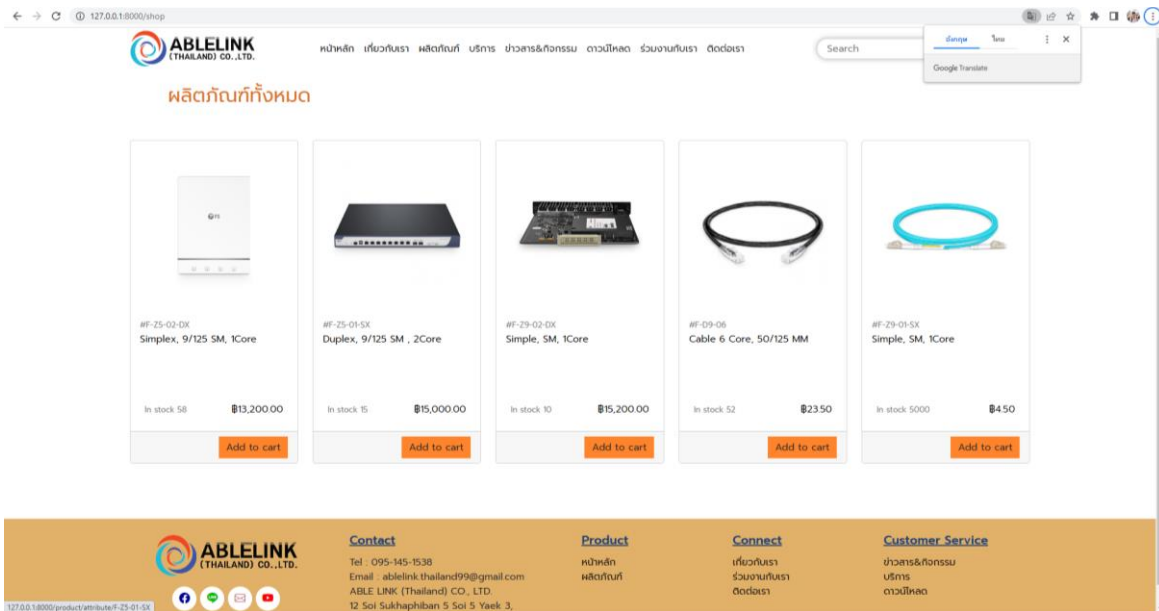 127.0.0.1:8000/shop
ABLELINK
(THAILAND) CO.,LTD.
หน้าหลัก เกี่ยวกับเรา ผลิตภัณฑ์ บริการ ข่าวสาร&กิจกรรม ดาวน์โหลด ร่วมงานกับเรา ติดต่อเรา
Search
อังกฤษ ไทย
Google Translate
ผลิตภัณฑ์ทั้งหมด
#F-Z5-02-DX
Simplex, 9/125 SM, 1Core
In stock 58 ฿13,200.00
Add to cart
#F-Z5-01-SX
Duplex, 9/125 SM , 2Core
In stock 15 ฿15,000.00
Add to cart
#F-Z9-02-DX
Simple, SM, 1Core
In stock 10 ฿15,200.00
Add to cart
#F-D9-06
Cable 6 Core, 50/125 MM
In stock 52 ฿23.50
Add to cart
#F-Z9-01-SX
Simple, SM, 1Core
In stock 5000 ฿4.50
Add to cart
ABLELINK
(THAILAND) CO.,LTD.
Contact
Tel : 095-145-1538
Email : ablelink.thailand99@gmail.com
ABLE LINK (Thailand) CO., LTD.
12 Soi Sukhaphiban 5 Soi 5 Yaek 3,
Product
หน้าหลัก
ผลิตภัณฑ์
Connect
เกี่ยวกับเรา
ร่วมงานกับเรา
ติดต่อเรา
Customer Service
ข่าวสาร&กิจกรรม
บริการ
ดาวน์โหลด
127.0.0.1:8000/product/attribute/F-Z5-01-SX